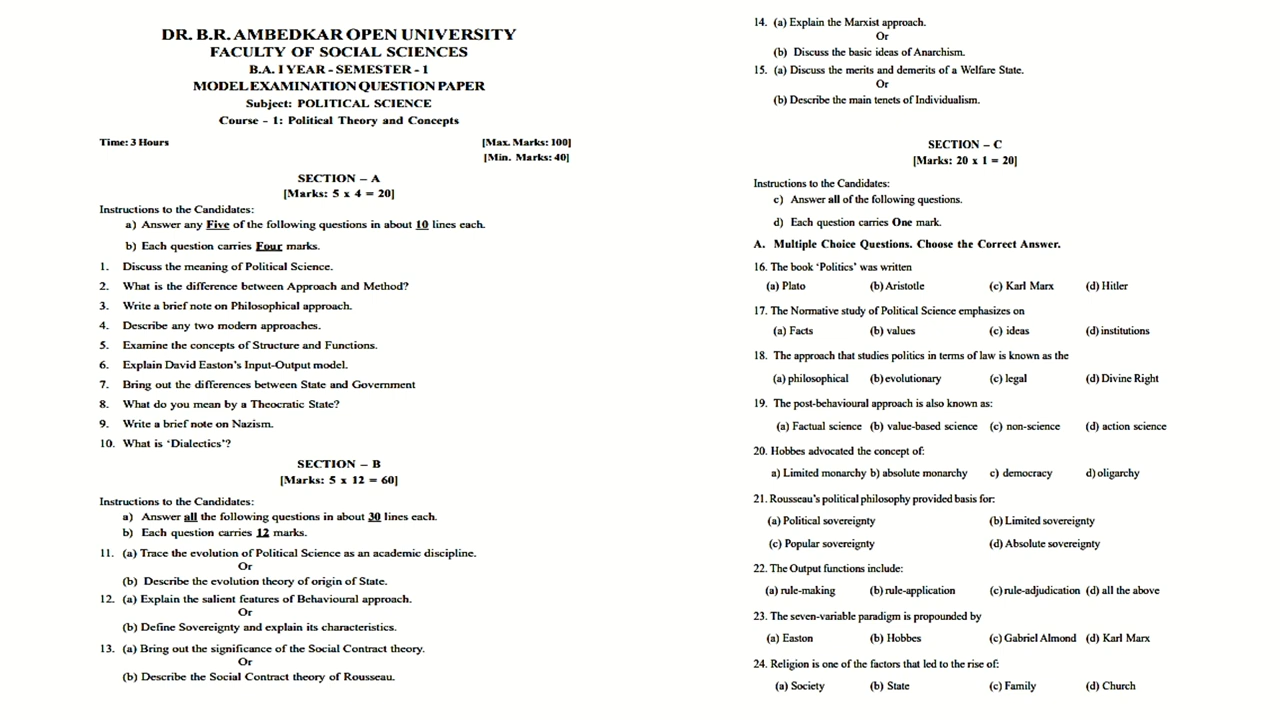 DR. B.R. AMBEDKAR OPEN UNIVERSITY
FACULTY OF SOCIAL SCIENCES
B.A. I YEAR - SEMESTER - 1
MODEL EXAMINATION QUESTION PAPER
Subject: POLITICAL SCIENCE
Course - 1: Political Theory and Concepts
Time: 3 Hours [Max. Marks: 100]
[Min. Marks: 40]
SECTION – A
[Marks: 5 x 4 = 20]
Instructions to the Candidates:
a) Answer any Five of the following questions in about 10 lines each.
b) Each question carries Four marks.
1. Discuss the meaning of Political Science.
2. What is the difference between Approach and Method?
3. Write a brief note on Philosophical approach.
4. Describe any two modern approaches.
5. Examine the concepts of Structure and Functions.
6. Explain David Easton's Input-Output model.
7. Bring out the differences between State and Government
8. What do you mean by a Theocratic State?
9. Write a brief note on Nazism.
10. What is 'Dialectics'?
SECTION – B
[Marks: 5 x 12 = 60]
Instructions to the Candidates:
a) Answer all the following questions in about 30 lines each.
b) Each question carries 12 marks.
11. (a) Trace the evolution of Political Science as an academic discipline.
Or
(b) Describe the evolution theory of origin of State.
12. (a) Explain the salient features of Behavioural approach.
Or
(b) Define Sovereignty and explain its characteristics.
13. (a) Bring out the significance of the Social Contract theory.
Or
(b) Describe the Social Contract theory of Rousseau.
14. (a) Explain the Marxist approach.
Or
(b) Discuss the basic ideas of Anarchism.
15. (a) Discuss the merits and demerits of a Welfare State.
Or
(b) Describe the main tenets of Individualism.
SECTION – C
[Marks: 20 x 1 = 20]
Instructions to the Candidates:
c) Answer all of the following questions.
d) Each question carries One mark.
A. Multiple Choice Questions. Choose the Correct Answer.
16. The book 'Politics' was written
(a) Plato (b) Aristotle (c) Karl Marx (d) Hitler
17. The Normative study of Political Science emphasizes on
(a) Facts (b) values (c) ideas (d) institutions
18. The approach that studies politics in terms of law is known as the
(a) philosophical (b) evolutionary (c) legal (d) Divine Right
19. The post-behavioural approach is also known as:
(a) Factual science (b) value-based science (c) non-science (d) action science
20. Hobbes advocated the concept of:
a) Limited monarchy b) absolute monarchy c) democracy d) oligarchy
21. Rousseau's political philosophy provided basis for:
(a) Political sovereignty (b) Limited sovereignty
(c) Popular sovereignty (d) Absolute sovereignty
22. The Output functions include:
(a) rule-making (b) rule-application (c) rule-adjudication (d) all the above
23. The seven-variable paradigm is propounded by
(a) Easton (b) Hobbes (c) Gabriel Almond (d) Karl Marx
24. Religion is one of the factors that led to the rise of:
(a) Society (b) State (c) Family (d) Church